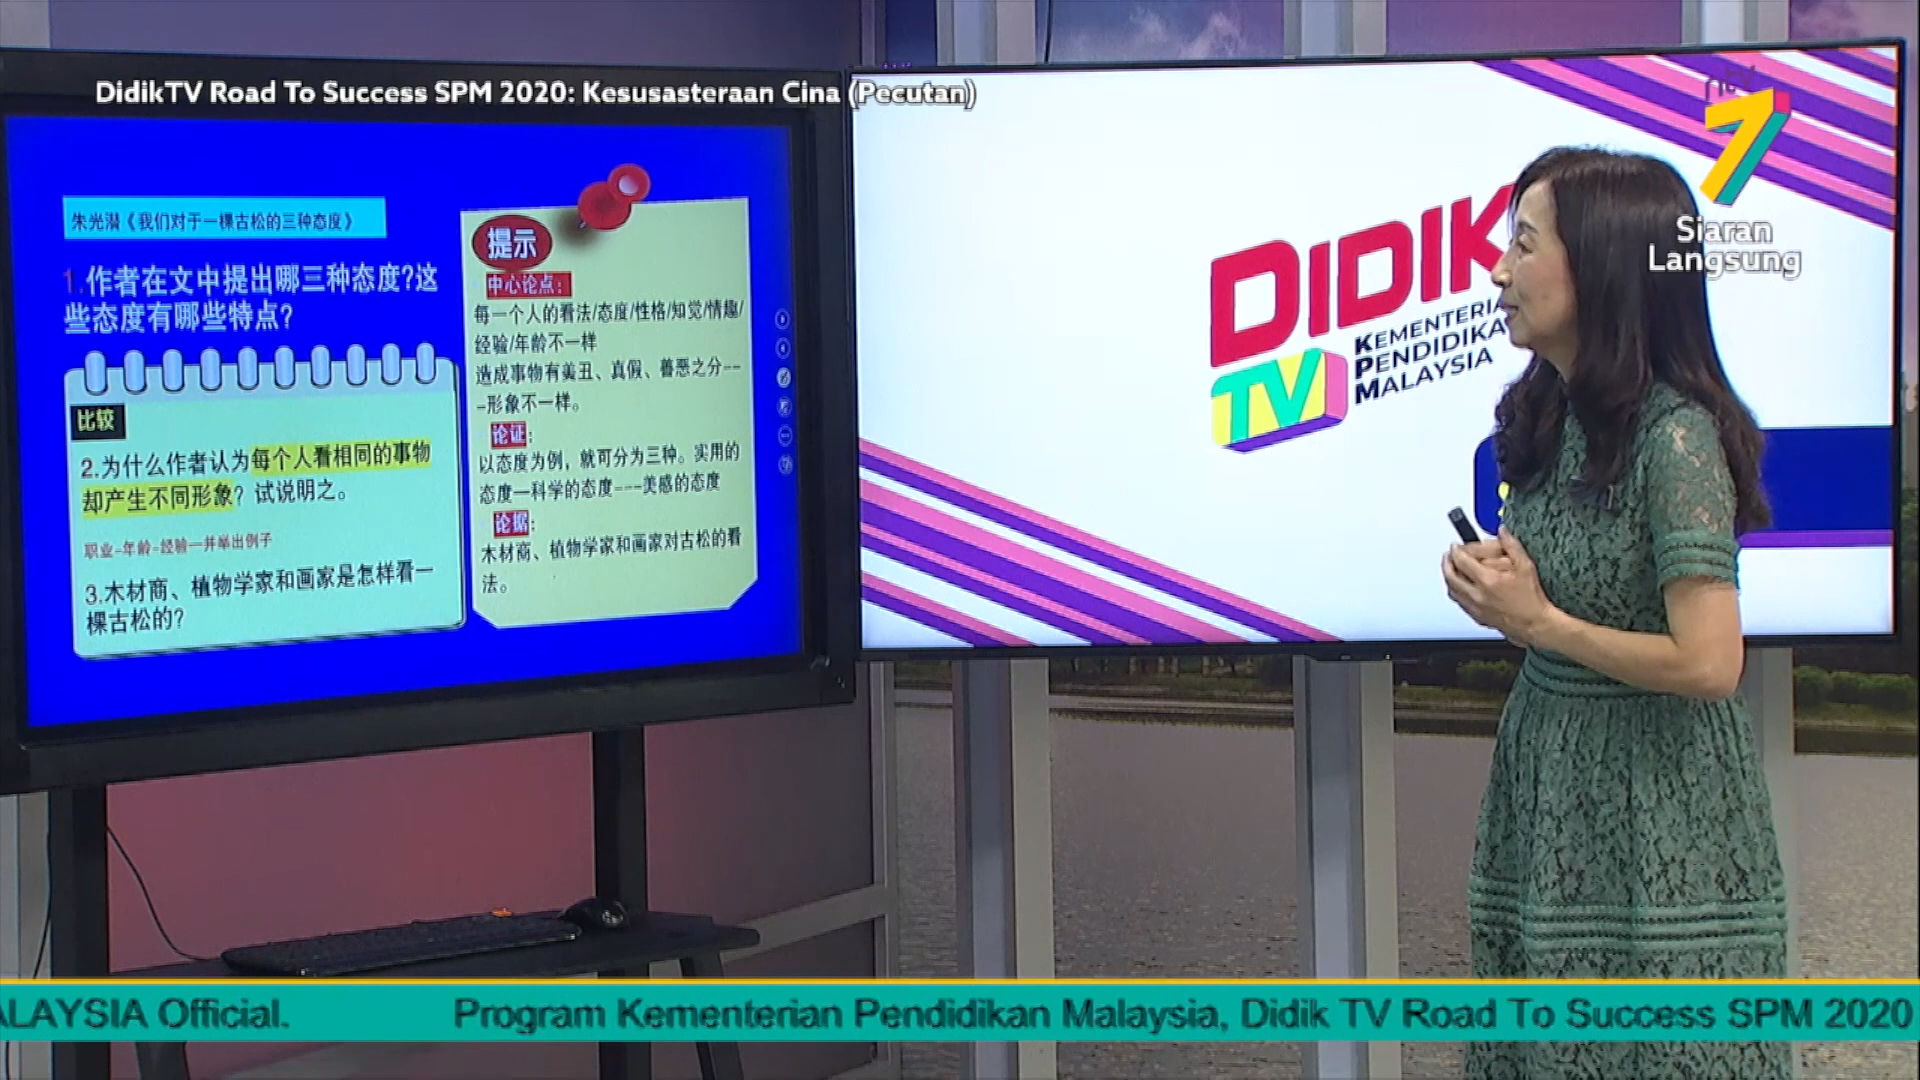 DidikTV Road To Success SPM 2020: Kesusasteraan Cina (Pecutan)
ntv
7
Siaran
Langsung
朱光潜《我们对于一棵古松的三种态度》
1.作者在文中提出哪三种态度?这
些态度有哪些特点?
比较
2.为什么作者认为每个人看相同的事物
却产生不同形象? 试说明之。
职业-年龄-经验-并举出例子
3.木材商、植物学家和画家是怎样看一
棵古松的?
提示
中心论点:
每一个人的看法/态度/性格/知觉/情趣/
经验/年龄不一样
造成事物有美丑、真假、善恶之分--
-形象不一样。
论证:
以态度为例，就可分为三种。实用的
态度—科学的态度---美感的态度
论据:
木材商、植物学家和画家对古松的看
法。
DIDIK
TV
KEMENTERIA
PENDIDIKA
MALAYSIA
ALAYSIA Official. Program Kementerian Pendidikan Malaysia, Didik TV Road To Success SPM 2020